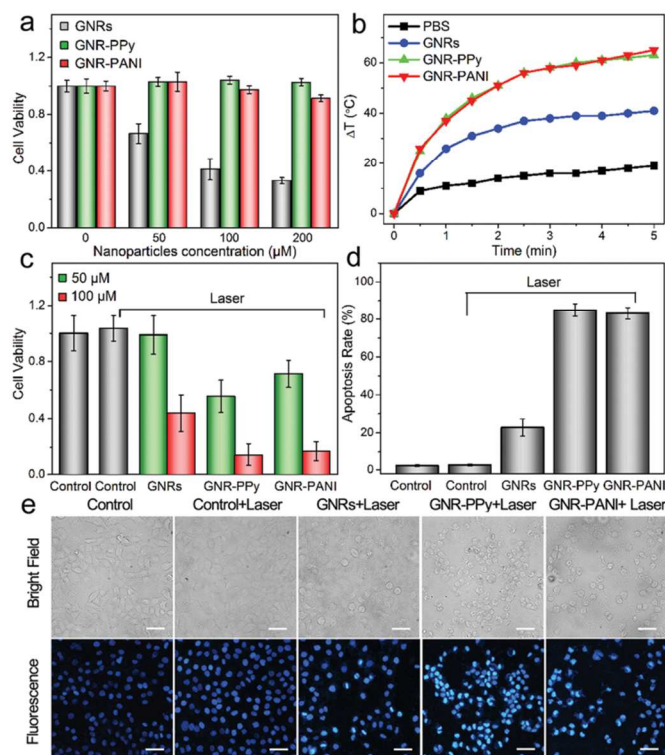 a
GNRs
GNR-PPy
GNR-PANI
Cell Viability
1.2
0.8
0.4
0.0
0
50
100
200
Nanoparticles concentration (µM)
b
PBS
GNRs
GNR-PPy
GNR-PANI
ΔT (°C)
60
40
20
0
0
1
2
3
4
5
Time (min)
c
50 µM
100 µM
Laser
Cell Viability
1.2
0.8
0.4
0.0
Control
Control
GNRs
GNR-PPy
GNR-PANI
d
Laser
Apoptosis Rate (%)
100
80
60
40
20
0
Control
Control
GNRs
GNR-PPy
GNR-PANI
e
Control
Control+Laser
GNRs+Laser
GNR-PPy+Laser
GNR-PANI+ Laser
Bright Field
Fluorescence